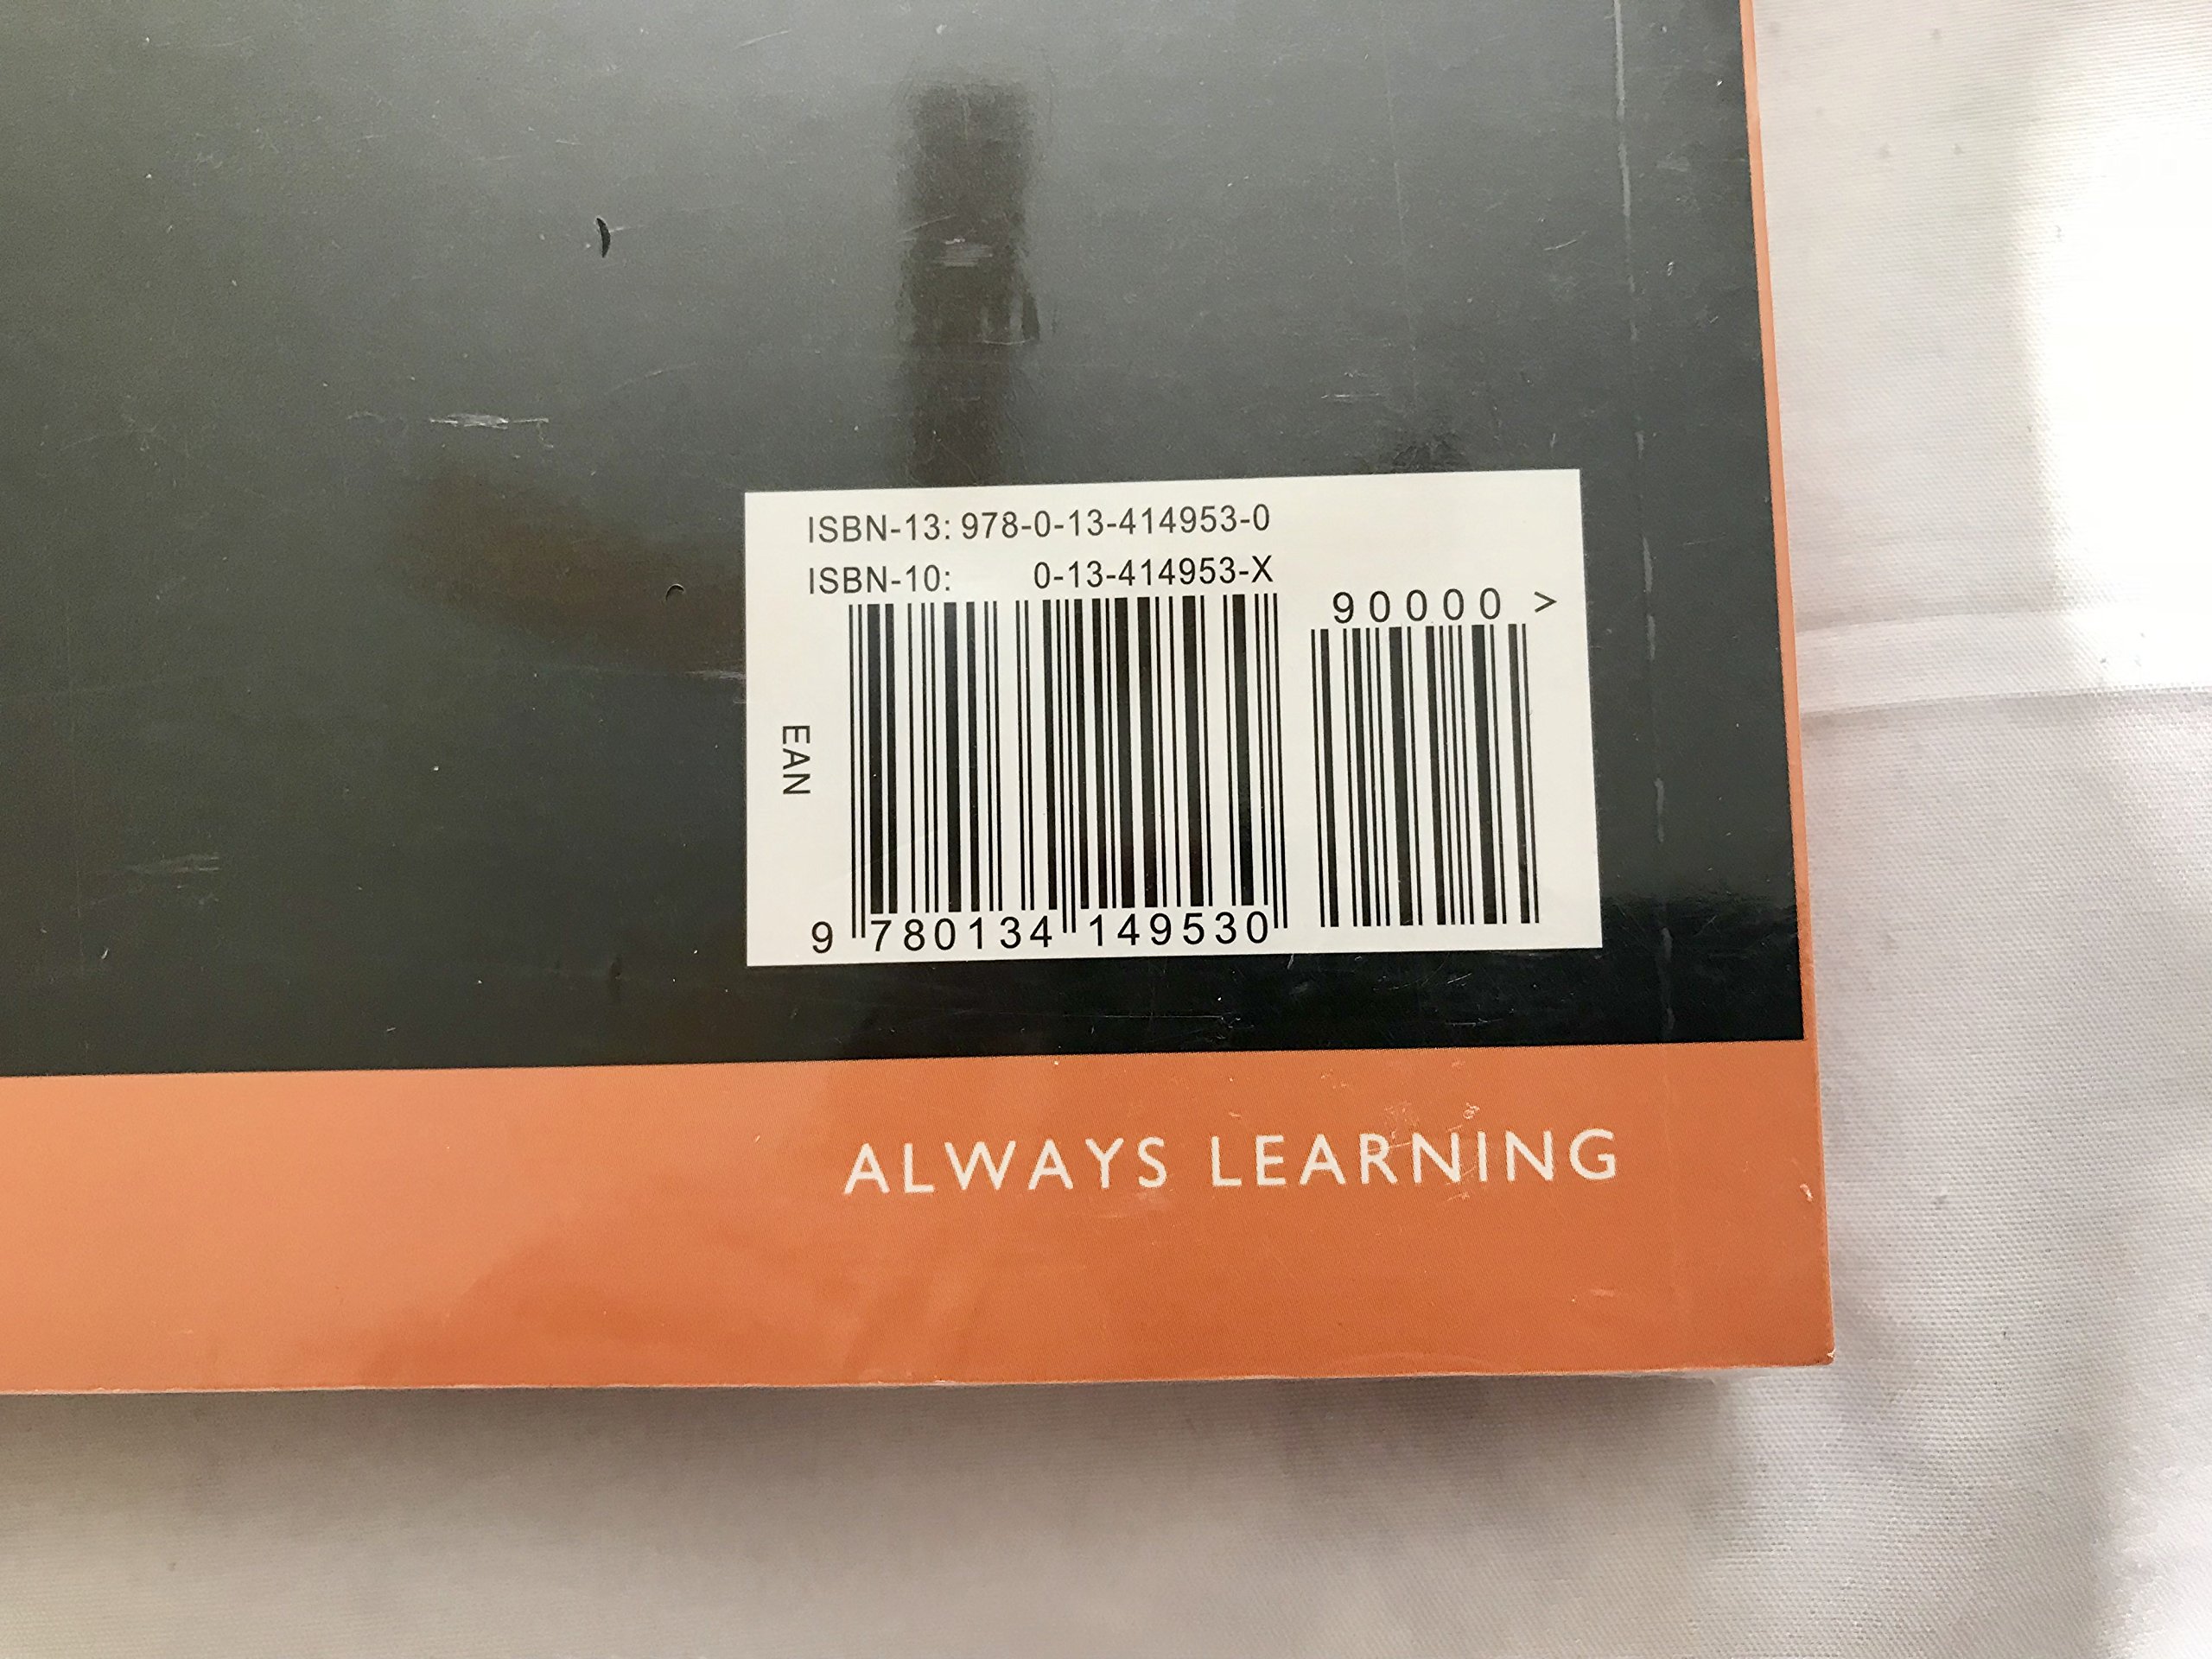 ISBN-13: 978-0-13-414953-0
ISBN-10: 0-13-414953-X
90000 >
EAN
9 780134 149530
ALWAYS LEARNING